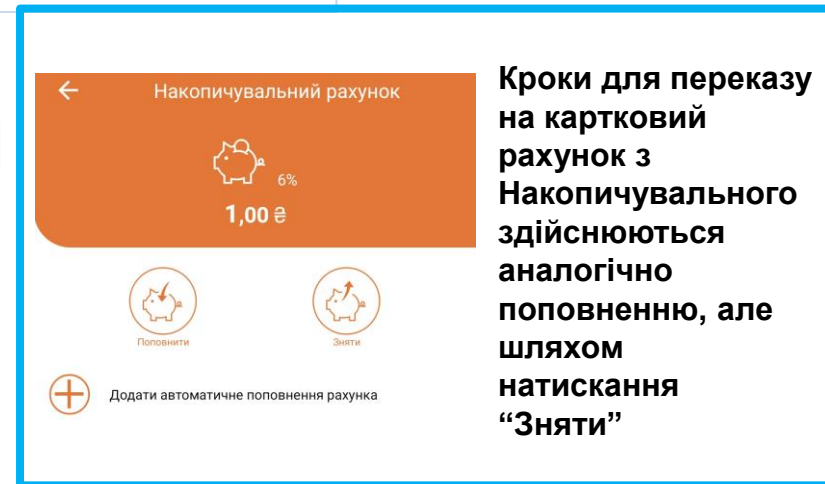 Накопичувальний рахунок
6%
1,00 ₴
Поповнити
Зняти
Додати автоматичне поповнення рахунка
Кроки для переказу
на картковий
рахунок з
Накопичувального
здійснюються
аналогічно
поповненню, але
шляхом
натискання
“Зняти”